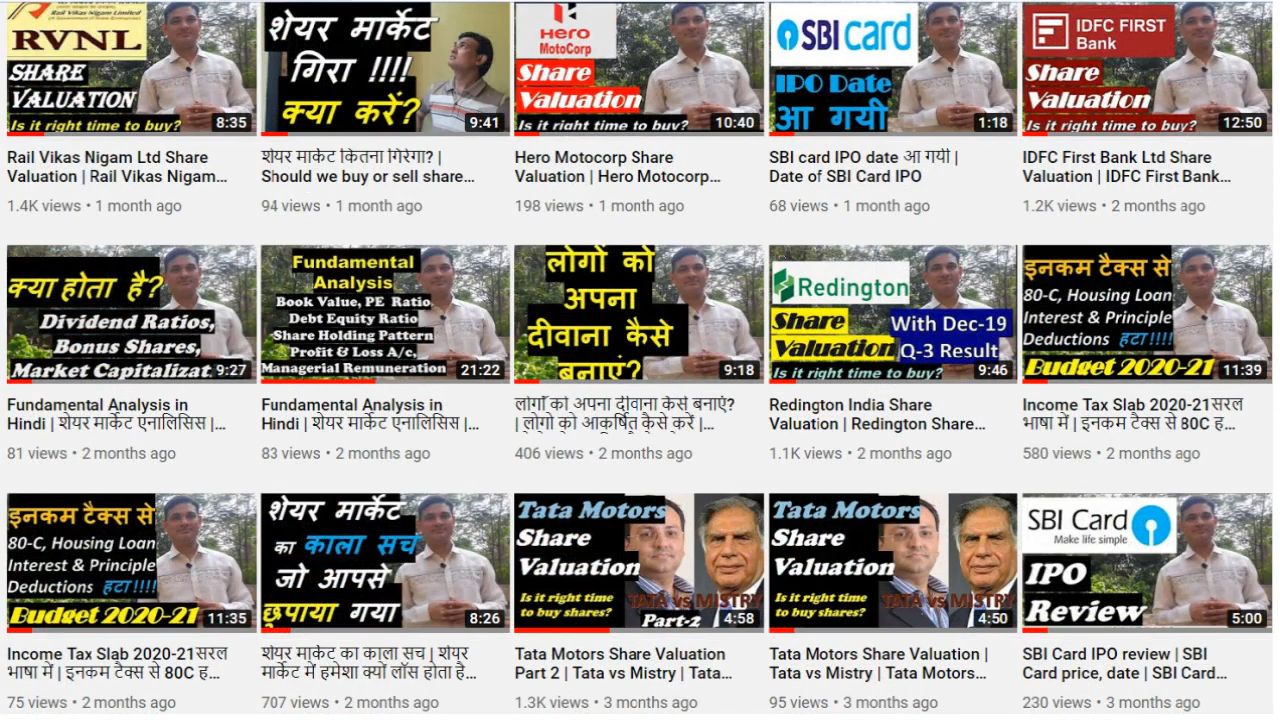 Rail Vikas Nigam Limited
RVNL
SHARE
VALUATION
Is it right time to buy?
8:35
Rail Vikas Nigam Ltd Share
Valuation | Rail Vikas Nigam...
1.4K views • 1 month ago
शेयर मार्केट
गिरा !!!!
क्या करें?
9:41
शेयर मार्केट कितना गिरेगा? |
Should we buy or sell share...
94 views • 1 month ago
Hero
MotoCorp
Share
Valuation
Is it right time to buy?
10:40
Hero Motocorp Share
Valuation | Hero Motocorp...
198 views • 1 month ago
SBI card
IPO Date
आ गयी
1:18
SBI card IPO date आ गयी |
Date of SBI Card IPO
68 views • 1 month ago
IDFC FIRST
Bank
Share
Valuation
Is it right time to buy?
12:50
IDFC First Bank Ltd Share
Valuation | IDFC First Bank...
1.2K views • 2 months ago
क्या होता है?
Dividend Ratios,
Bonus Shares,
Market Capitalizat
9:27
Fundamental Analysis in
Hindi | शेयर मार्केट एनालिसिस |...
81 views • 2 months ago
Fundamental
Analysis
Book Value, PE Ratio
Debt Equity Ratio
Share Holding Pattern
Profit & Loss A/c,
Managerial Remuneration
21:22
Fundamental Analysis in
Hindi | शेयर मार्केट एनालिसिस |...
83 views • 2 months ago
लोगों को
अपना
दीवाना कैसे
बनाएं?
9:18
लोगों को अपना दीवाना कैसे बनाएं?
| लोगो को आकर्षित कैसे करें |...
406 views • 2 months ago
Redington
Share
Valuation
With Dec-19
Q-3 Result
Is it right time to buy?
9:46
Redington India Share
Valuation | Redington Share...
1.1K views • 2 months ago
इनकम टैक्स से
80-C, Housing Loan
Interest & Principle
Deductions हटा!!!!
Budget 2020-21
11:39
Income Tax Slab 2020-21सरल
भाषा में | इनकम टैक्स से 80C ह...
580 views • 2 months ago
इनकम टैक्स से
80-C, Housing Loan
Interest & Principle
Deductions हटा!!!!
Budget 2020-21
11:35
Income Tax Slab 2020-21सरल
भाषा में | इनकम टैक्स से 80C ह...
75 views • 2 months ago
शेयर मार्केट
का काला सच
जो आपसे
छुपाया गया
8:26
शेयर मार्केट का काला सच | शेयर
मार्केट में हमेशा क्यों लॉस होता है...
707 views • 2 months ago
Tata Motors
Share
Valuation
Is it right time
to buy shares?
TATA vs MISTRY
Part-2
4:58
Tata Motors Share Valuation
Part 2 | Tata vs Mistry | Tata...
1.3K views • 3 months ago
Tata Motors
Share
Valuation
Is it right time
to buy shares?
TATA vs MISTRY
4:50
Tata Motors Share Valuation |
Tata vs Mistry | Tata Motors...
95 views • 3 months ago
SBI Card
Make life simple
IPO
Review
5:00
SBI Card IPO review | SBI
Card price, date | SBI Card...
230 views • 3 months ago